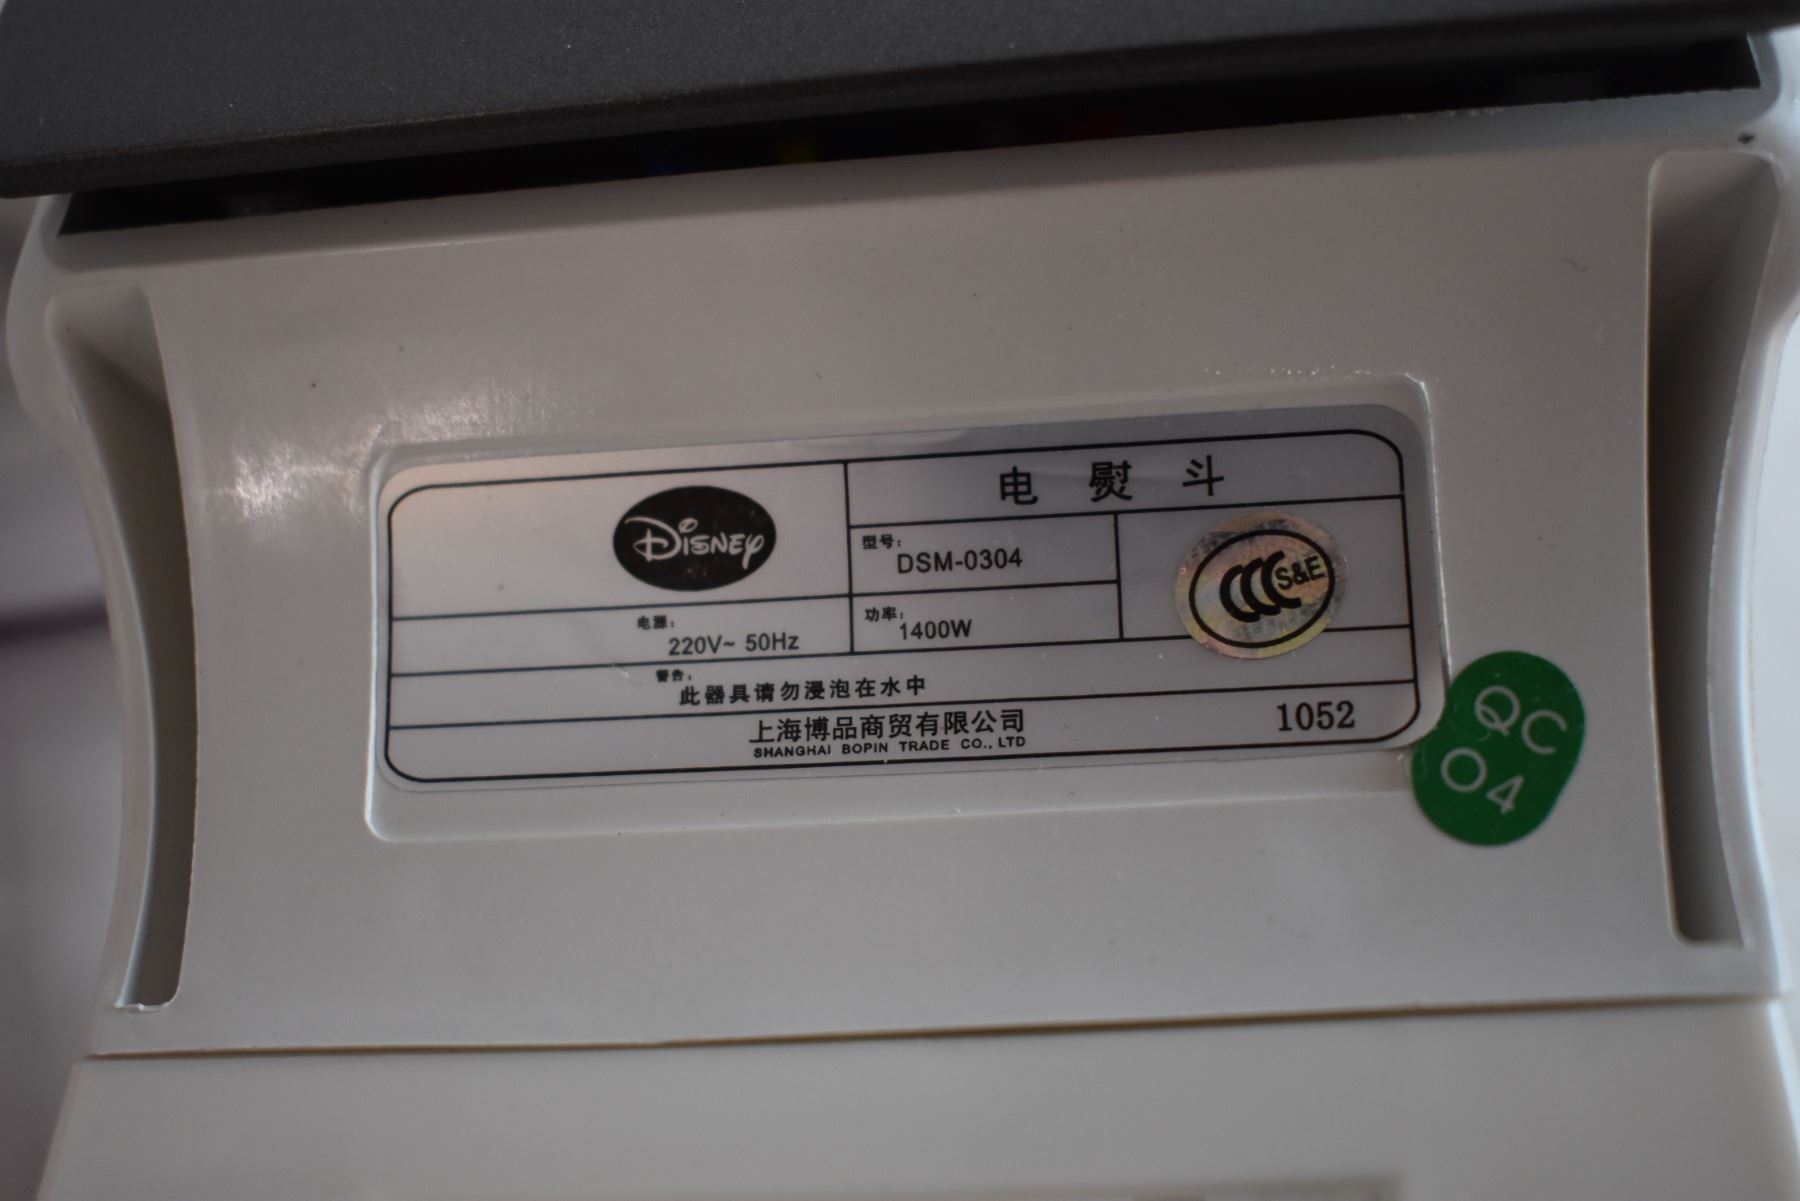 DISNEY
电熨斗
型号:
DSM-0304
CCC S&E
电源:
220V~ 50Hz
功率:
1400W
警告:
此器具请勿浸泡在水中
上海博品商贸有限公司
SHANGHAI BOPIN TRADE CO., LTD
1052
QC
04